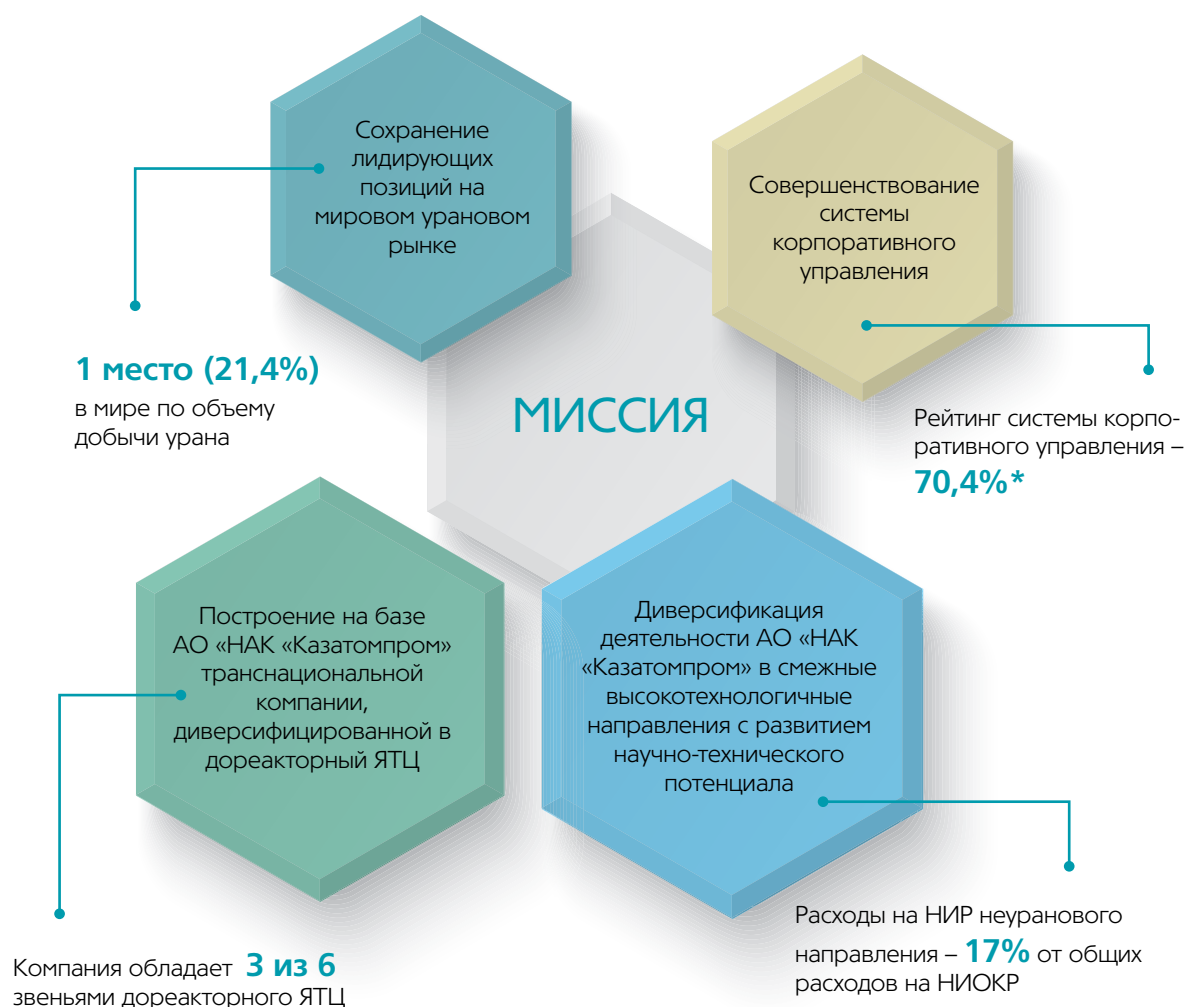 Сохранение
лидирующих
позиций на
мировом урановом
рынке
Совершенствование
системы
корпоративного
управления
1 место (21,4%)
в мире по объему
добычи урана
МИССИЯ
Рейтинг системы корпо-
ративного управления –
70,4%*
Построение на базе
АО «НАК «Казатомпром»
транснациональной
компании,
диверсифицированной в
дореакторный ЯТЦ
Диверсификация
деятельности АО «НАК
«Казатомпром» в смежные
высокотехнологичные
направления с развитием
научно-технического
потенциала
Компания обладает 3 из 6
звеньями дореакторного ЯТЦ
Расходы на НИР неуранового
направления – 17% от общих
расходов на НИОКР